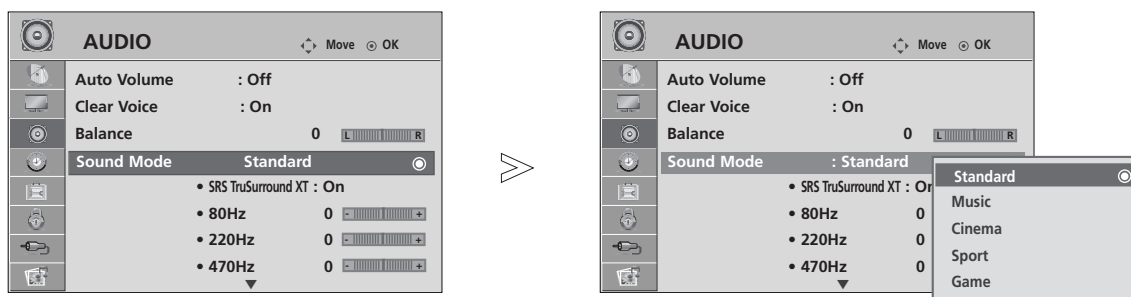 AUDIO
Move OK
Auto Volume : Off
Clear Voice : On
Balance 0 L R
Sound Mode Standard
• SRS TruSurround XT : On
• 80Hz 0 - +
• 220Hz 0 - +
• 470Hz 0 - +
AUDIO
Move OK
Auto Volume : Off
Clear Voice : On
Balance 0 L R
Sound Mode : Standard
• SRS TruSurround XT : On
• 80Hz 0
• 220Hz 0
• 470Hz 0
Standard
Music
Cinema
Sport
Game